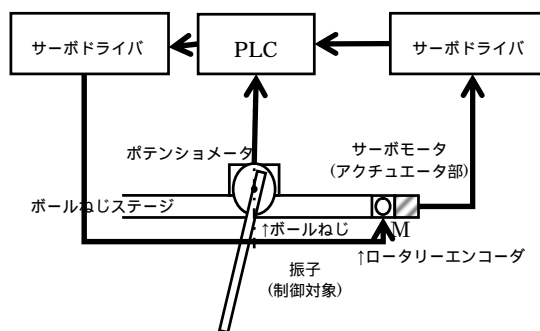 サーボドライバ
PLC
サーボドライバ
ポテンショメータ
サーボモータ
(アクチュエータ部)
ボールねじステージ
↑ボールねじ
M
↑ロータリーエンコーダ
振子
(制御対象)